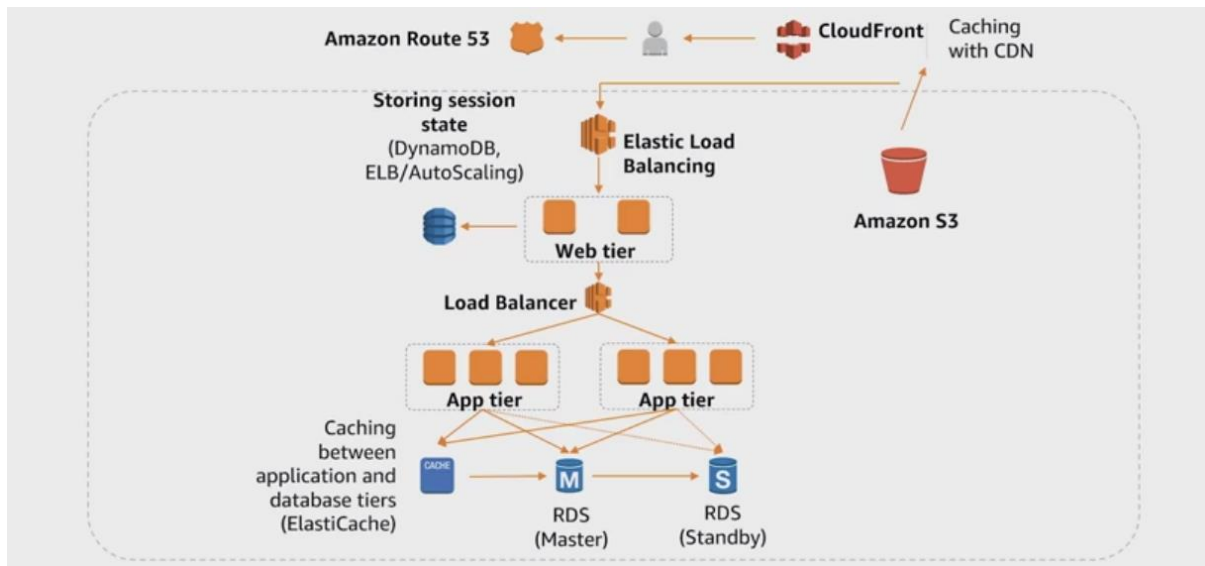 Amazon Route 53
CloudFront
Caching
with CDN
Storing session
state
(DynamoDB,
ELB/AutoScaling)
Elastic Load
Balancing
Amazon S3
Web tier
Load Balancer
App tier
App tier
Caching
between
application and
database tiers
(ElastiCache)
CACHE
M
S
RDS
(Master)
RDS
(Standby)